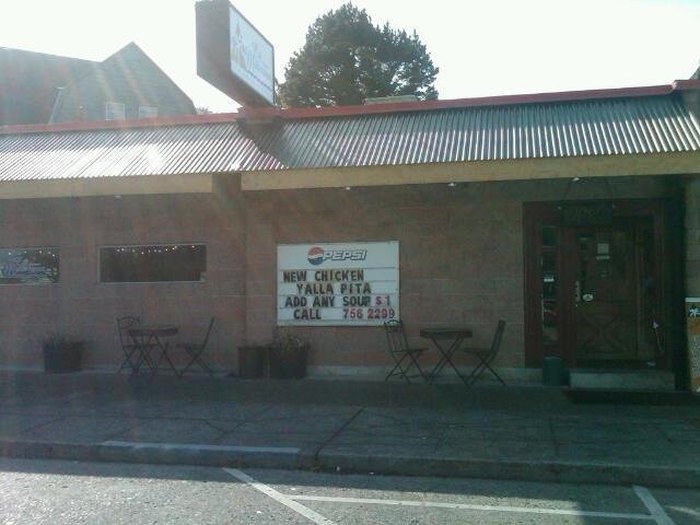 PEPSI
NEW CHICKEN
YALLA PITA
ADD ANY SOUP $1
CALL 756 2299